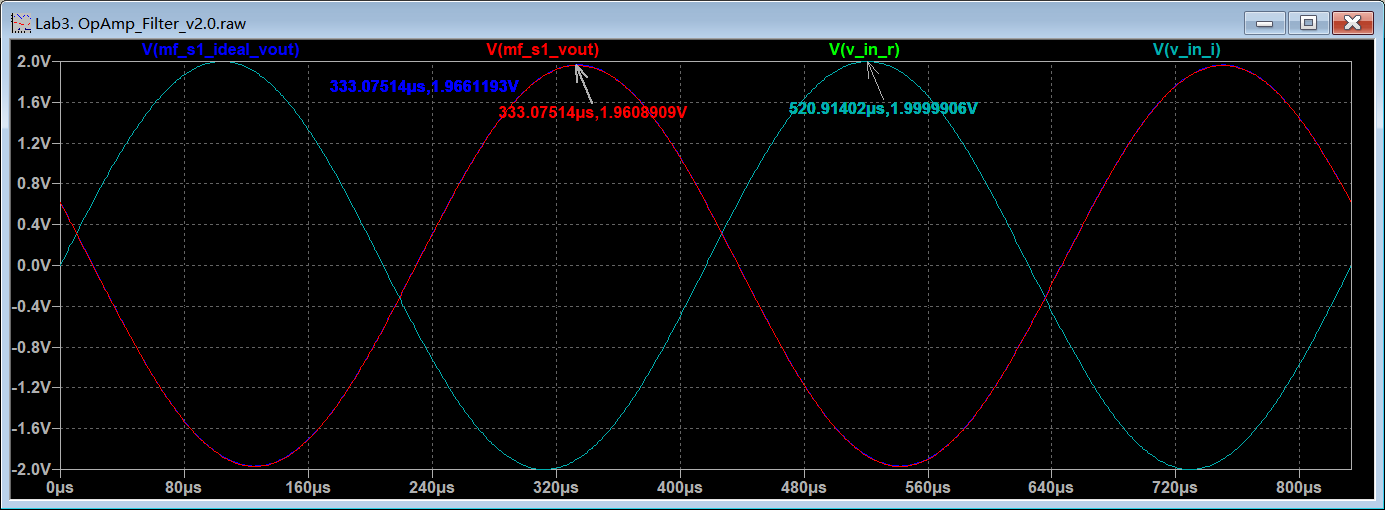 Lab3. OpAmp_Filter_v2.0.raw
V(mf_s1_ideal_vout) V(mf_s1_vout) V(v_in_r) V(v_in_i)
2.0V
333.07514µs,1.9661193V
1.6V
333.07514µs,1.9608909V
520.91402µs,1.9999906V
1.2V
0.8V
0.4V
0.0V
-0.4V
-0.8V
-1.2V
-1.6V
-2.0V
0µs 80µs 160µs 240µs 320µs 400µs 480µs 560µs 640µs 720µs 800µs